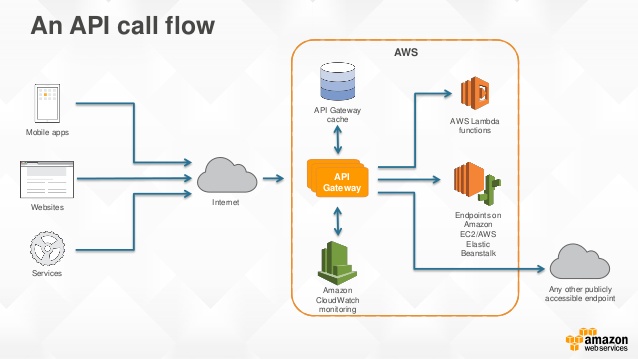 An API call flow
AWS
Mobile apps
Websites
Services
Internet
API Gateway
cache
API
Gateway
Amazon
CloudWatch
monitoring
AWS Lambda
functions
Endpoints on
Amazon
EC2/AWS
Elastic
Beanstalk
Any other publicly
accessible endpoint
amazon
web services